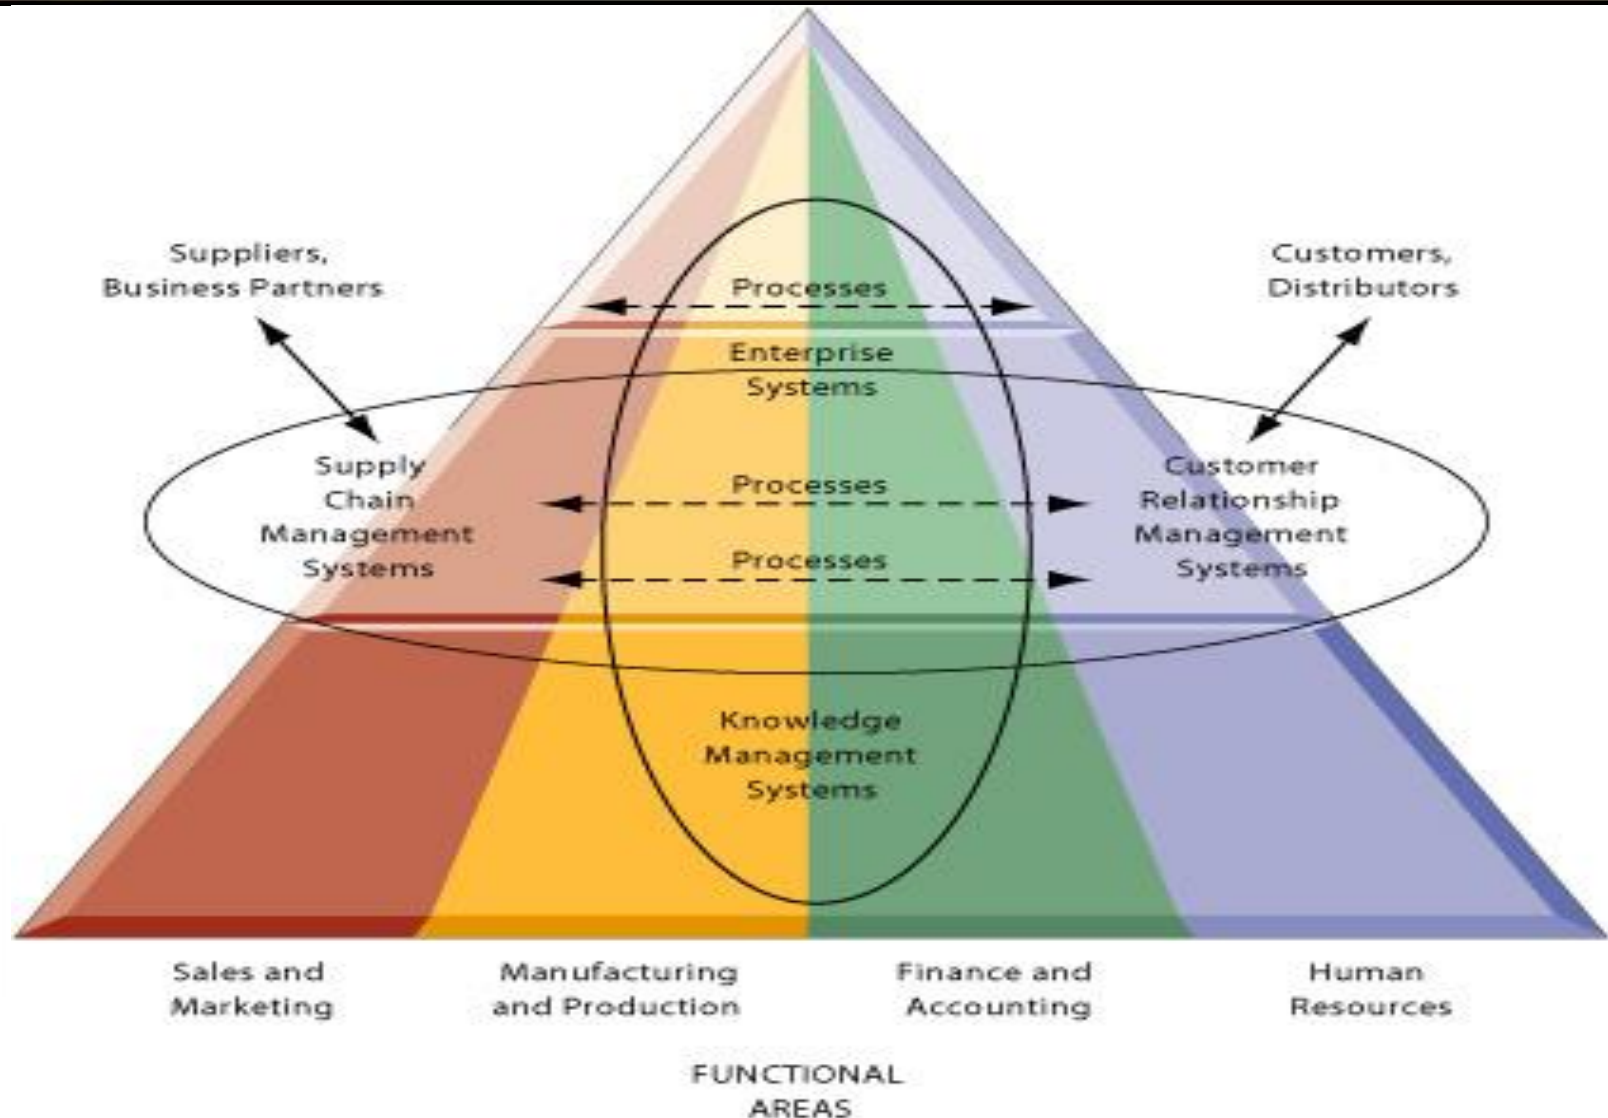 Suppliers,
Business Partners
Customers,
Distributors
Processes
Enterprise
Systems
Supply
Chain
Management
Systems
Processes
Processes
Customer
Relationship
Management
Systems
Knowledge
Management
Systems
Sales and
Marketing
Manufacturing
and Production
Finance and
Accounting
Human
Resources
FUNCTIONAL
AREAS